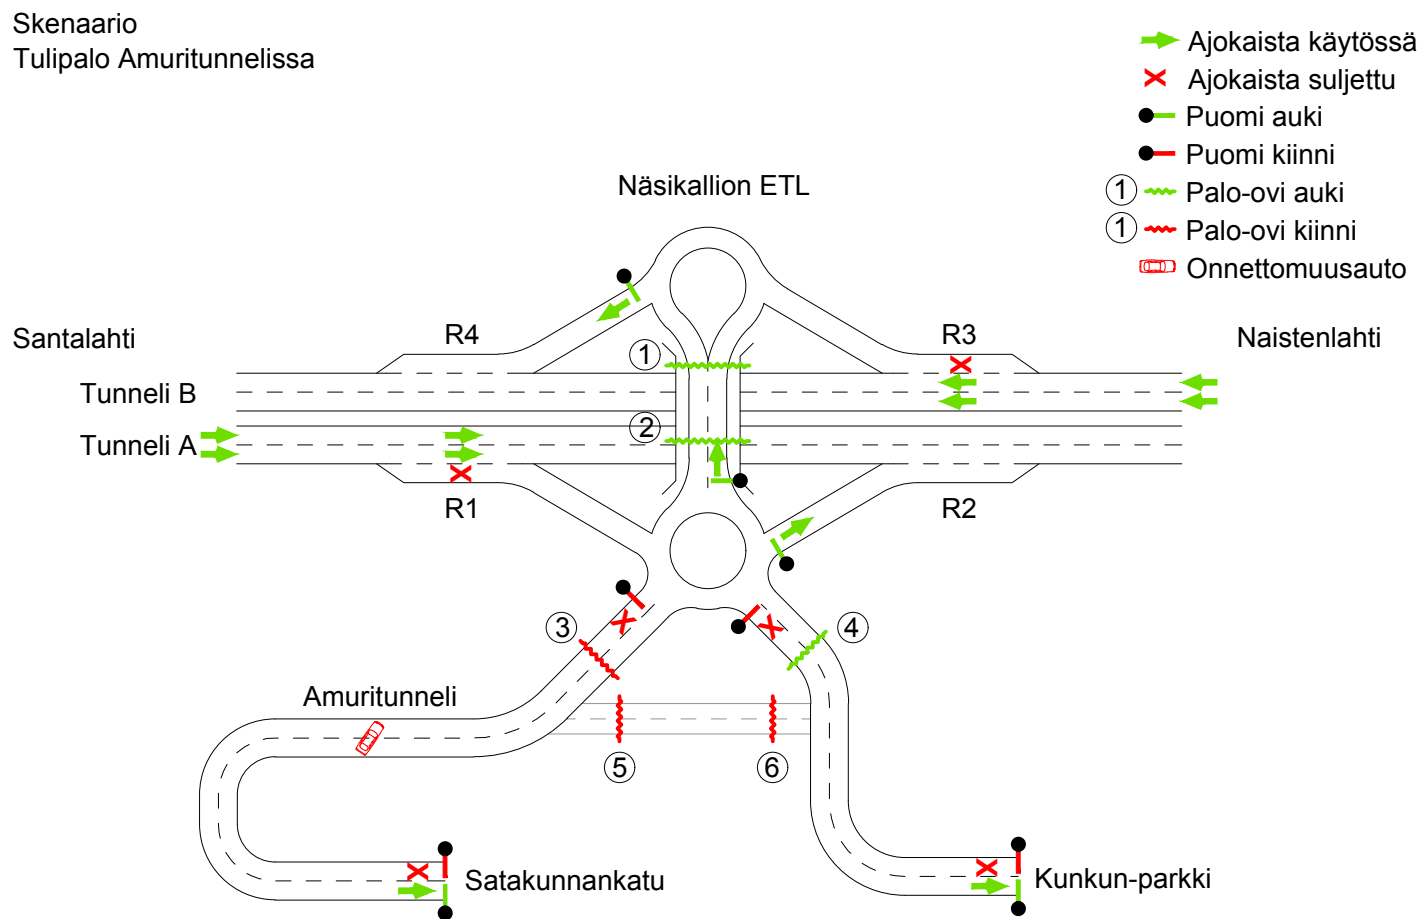 Skenaario
Tulipalo Amuritunnelissa
Ajokaista käytössä
Ajokaista suljettu
Puomi auki
Puomi kiinni
1 Palo-ovi auki
1 Palo-ovi kiinni
Onnettomuusauto
Näsikallion ETL
Santalahti
R4
1
R3
Naistenlahti
Tunneli B
2
Tunneli A
R1
R2
3
4
Amuritunneli
5
6
Satakunnankatu
Kunkun-parkki